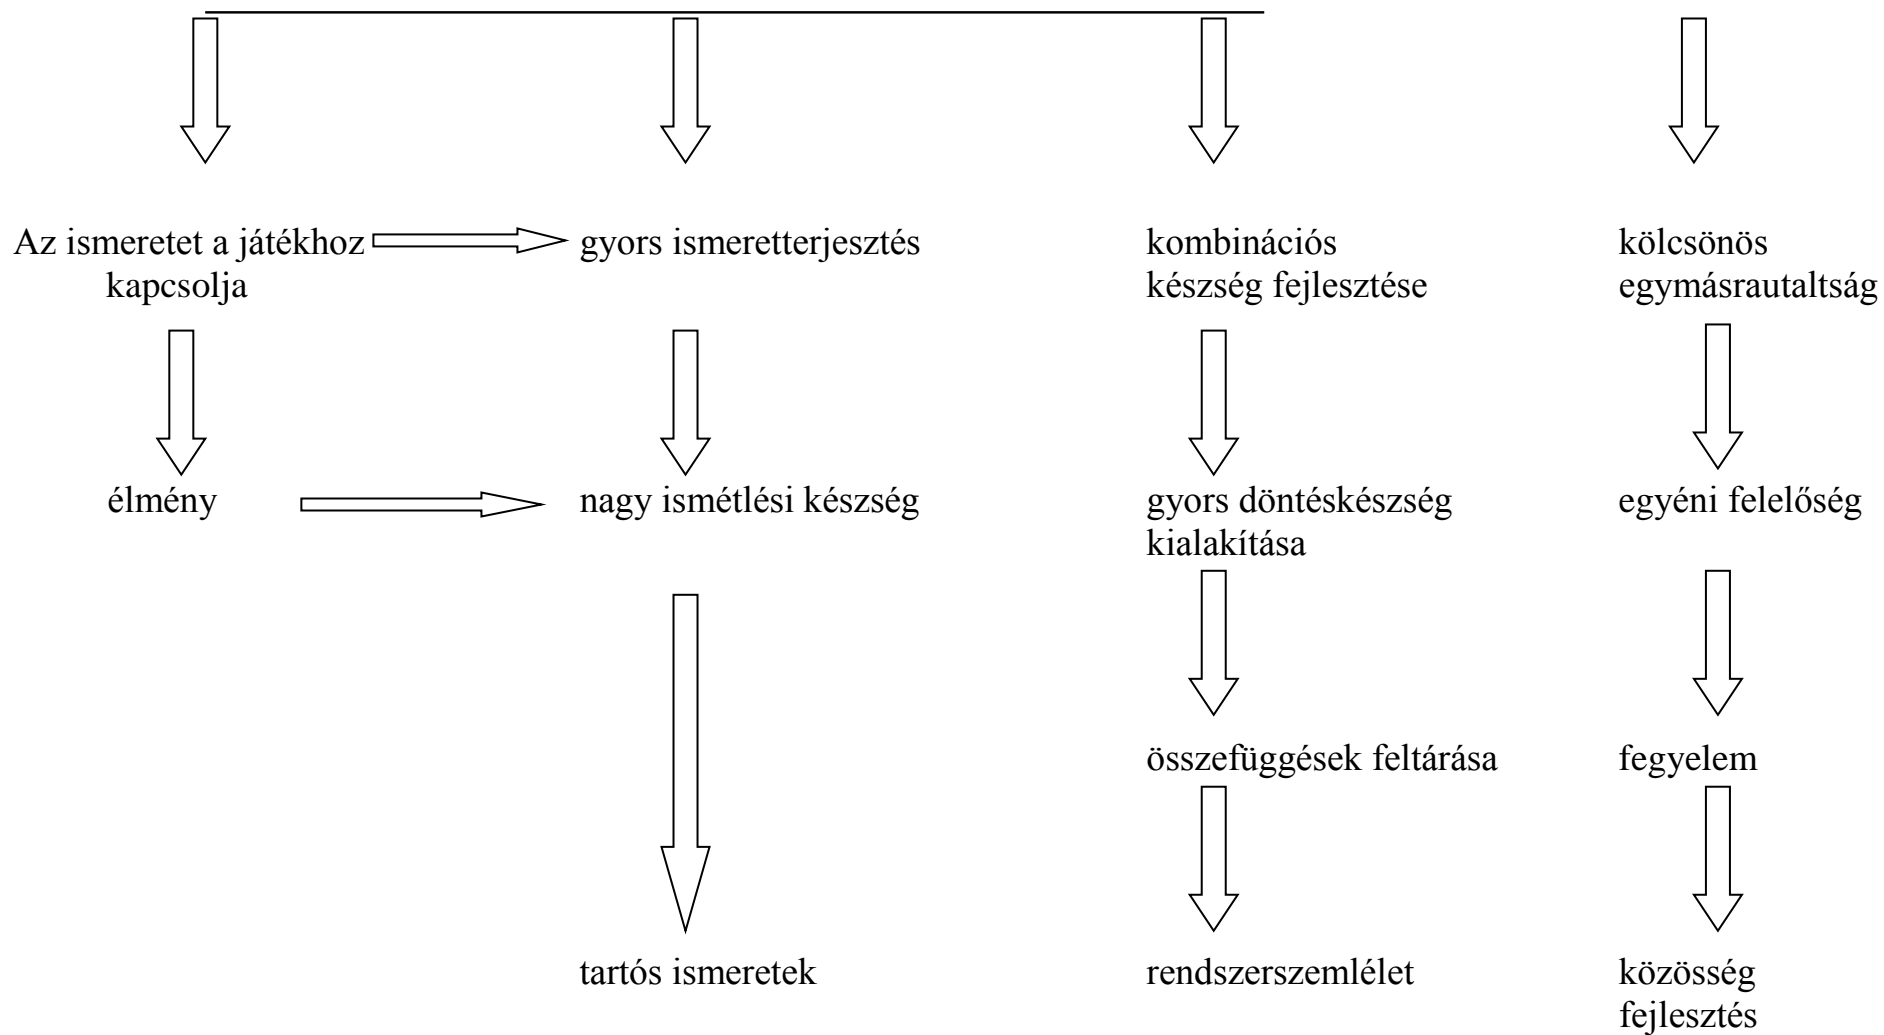 Az ismeretet a játékhoz
kapcsolja
gyors ismeretterjesztés
kombinációs
készség fejlesztése
kölcsönös
egymásrautaltság
élmény
nagy ismétlési készség
gyors döntéskészség
kialakítása
egyéni felelőség
összefüggések feltárása
fegyelem
tartós ismeretek
rendszerszemlélet
közösség
fejlesztés